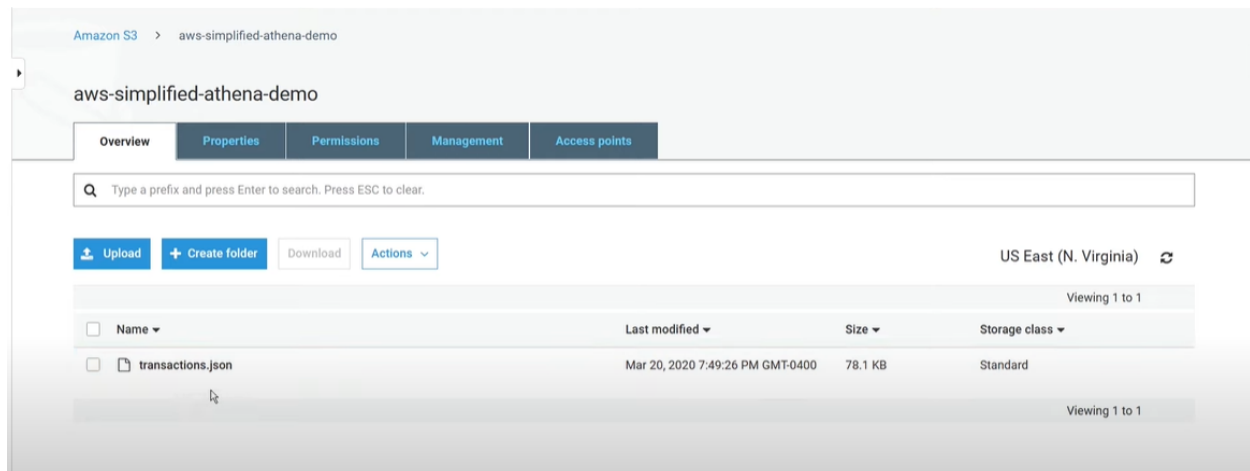 Amazon S3 > aws-simplified-athena-demo
aws-simplified-athena-demo
Overview Properties Permissions Management Access points
Type a prefix and press Enter to search. Press ESC to clear.
Upload + Create folder Download Actions
US East (N. Virginia)
Viewing 1 to 1
Name Last modified Size Storage class
transactions.json Mar 20, 2020 7:49:26 PM GMT-0400 78.1 KB Standard
Viewing 1 to 1